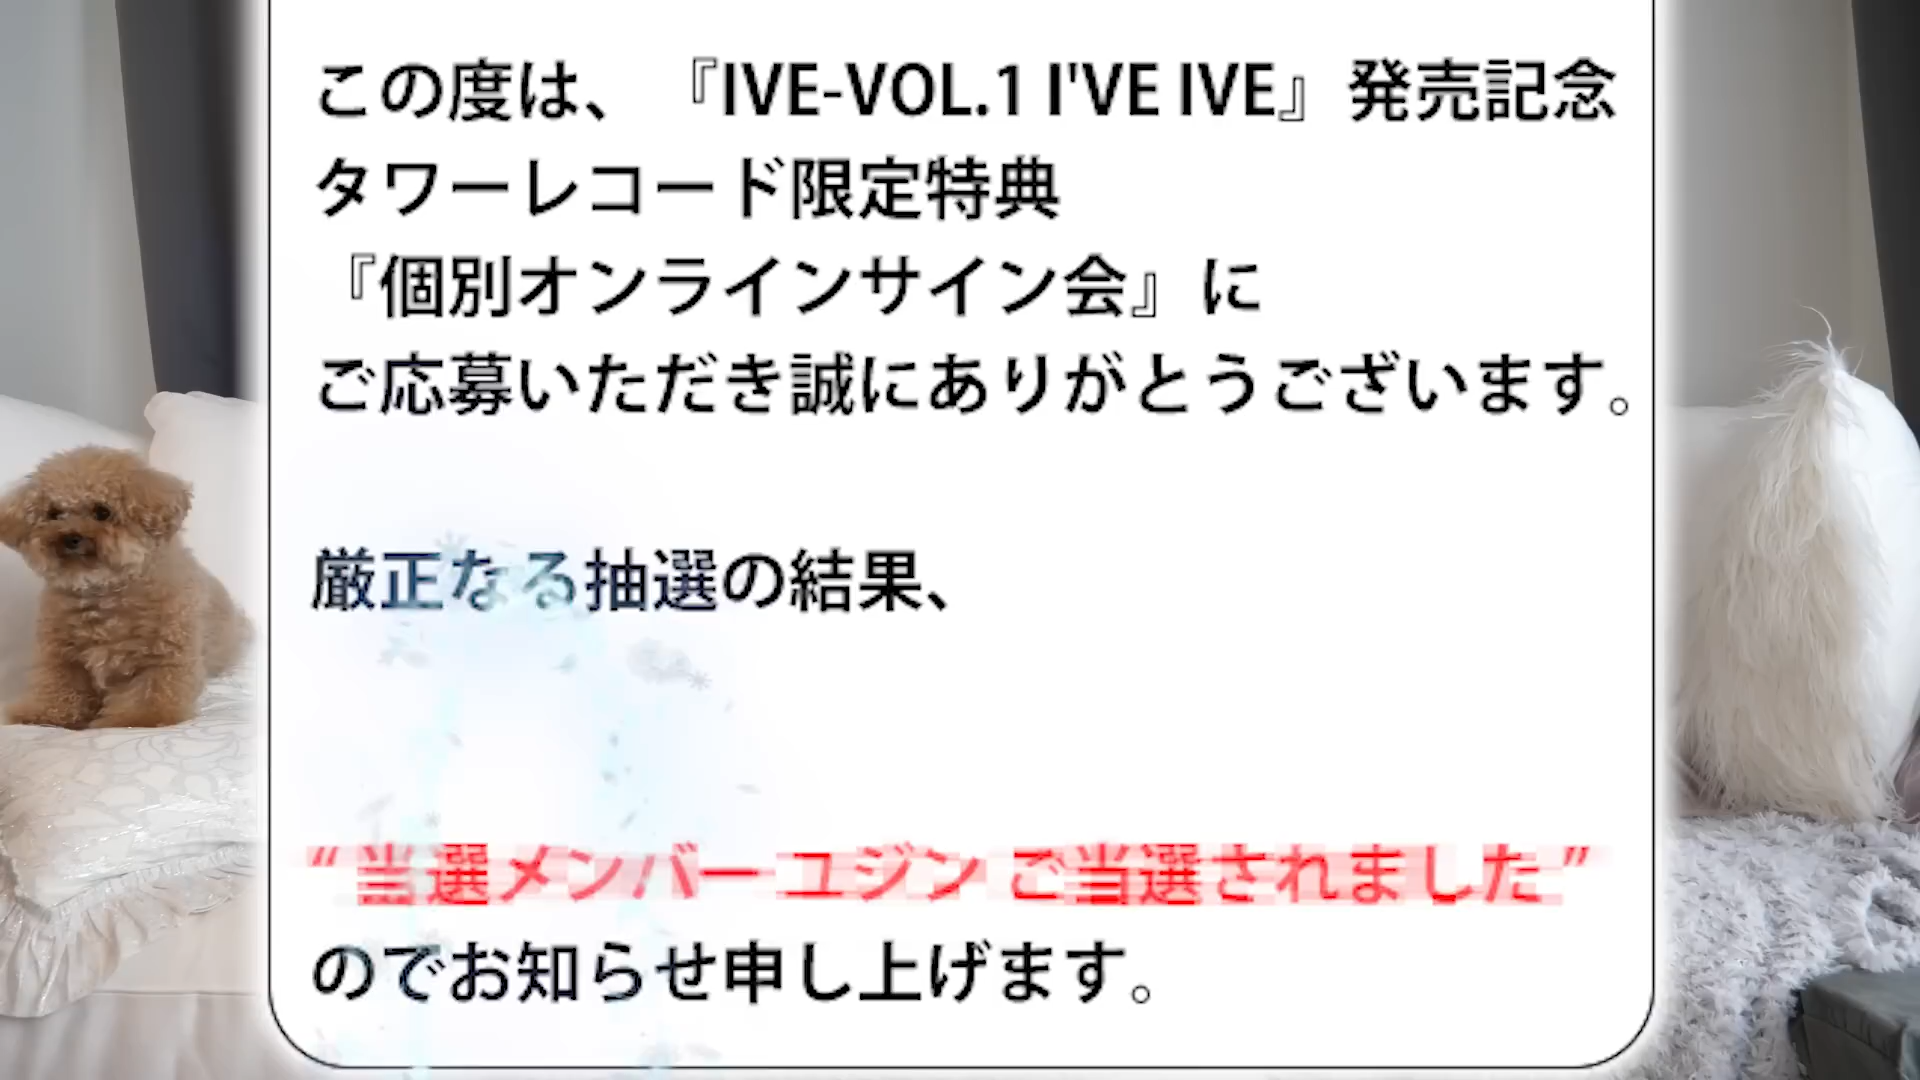 この度は、『IVE-VOL.1 I'VE IVE』発売記念
タワーレコード限定特典
『個別オンラインサイン会』に
ご応募いただき誠にありがとうございます。
厳正なる抽選の結果、
“当選メンバー ユジン ご当選されました”
のでお知らせ申し上げます。